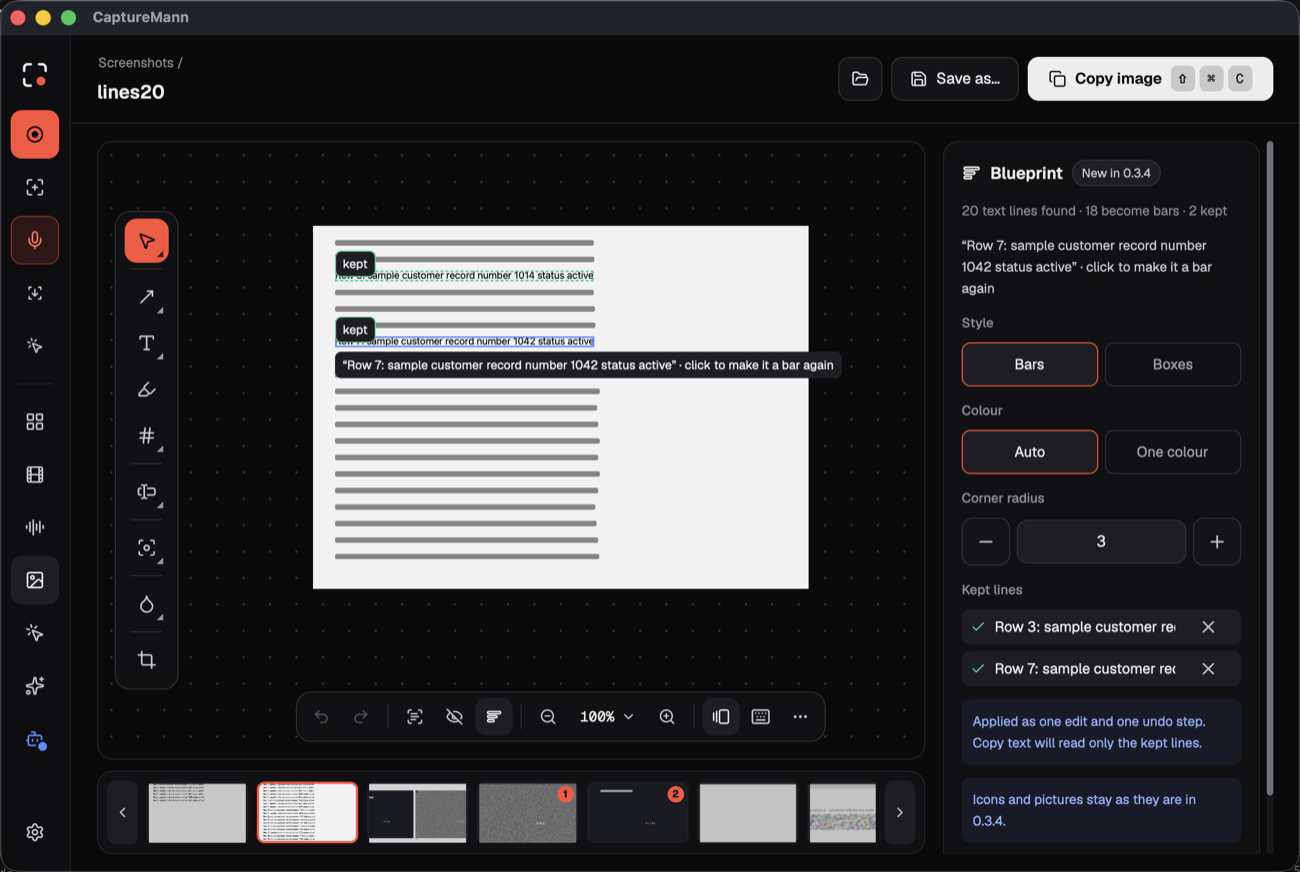 CaptureMann
Screenshots /
lines20
Save as...
Copy image ⇧ ⌘ C
kept
sample customer record number 1014 status active
kept
sample customer record number 1042 status active
“Row 7: sample customer record number 1042 status active” · click to make it a bar again
100%
1
2
Blueprint New in 0.3.4
20 text lines found · 18 become bars · 2 kept
“Row 7: sample customer record number
1042 status active” · click to make it a bar
again
Style
Bars Boxes
Colour
Auto One colour
Corner radius
3
Kept lines
Row 3: sample customer re
Row 7: sample customer rec
Applied as one edit and one undo step.
Copy text will read only the kept lines.
Icons and pictures stay as they are in
0.3.4.